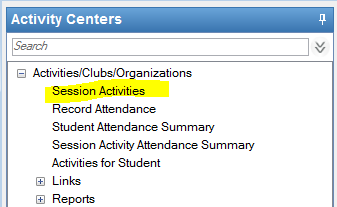 Activity Centers
Search
Activities/Clubs/Organizations
Session Activities
Record Attendance
Student Attendance Summary
Session Activity Attendance Summary
Activities for Student
Links
Reports